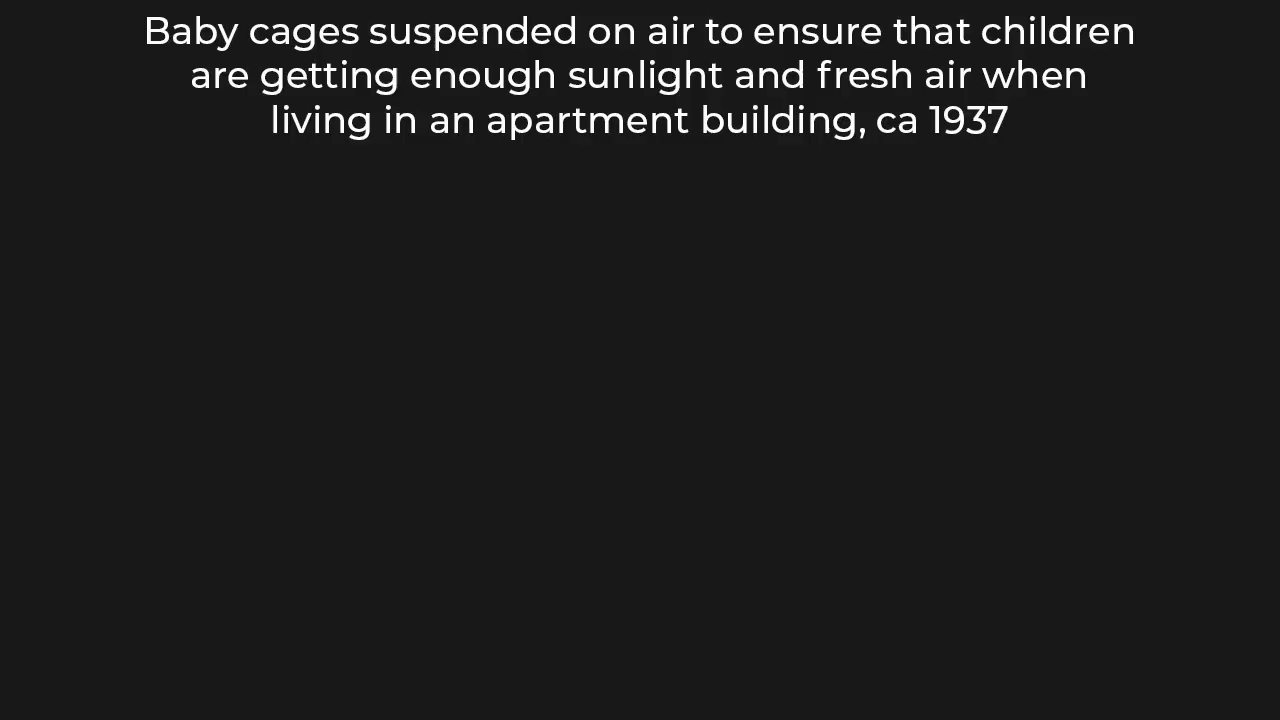 Baby cages suspended on air to ensure that children
are getting enough sunlight and fresh air when
living in an apartment building, ca 1937